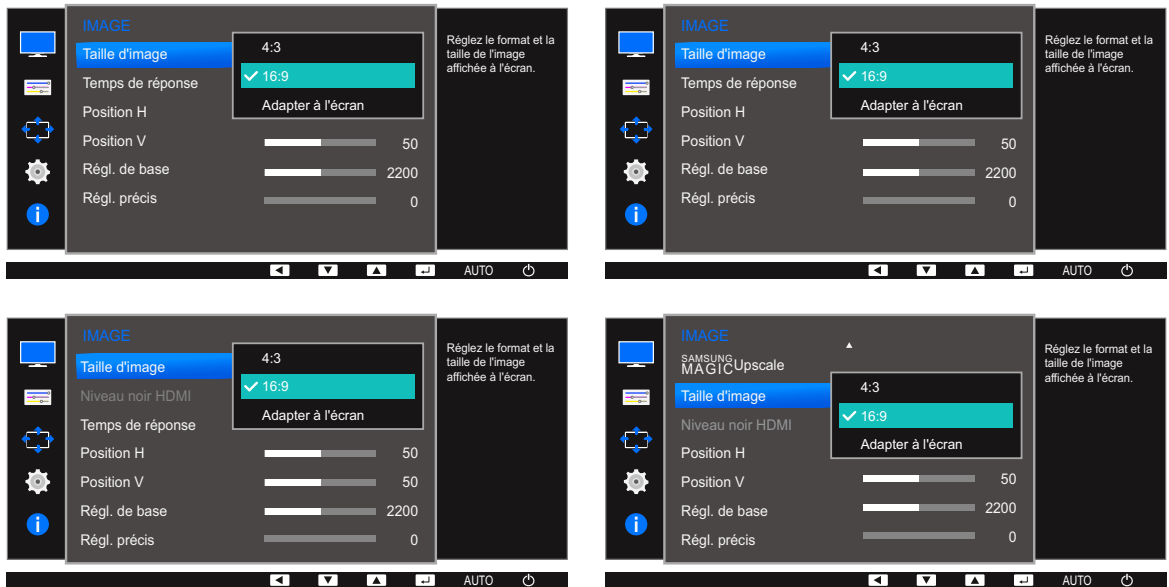 IMAGE
Taille d'image
Temps de réponse
Position H
Position V
Régl. de base
Régl. précis
4:3
16:9
Adapter à l'écran
50
2200
0
Réglez le format et la
taille de l'image
affichée à l'écran.
AUTO
IMAGE
Taille d'image
Temps de réponse
Position H
Position V
Régl. de base
Régl. précis
4:3
16:9
Adapter à l'écran
50
2200
0
Réglez le format et la
taille de l'image
affichée à l'écran.
AUTO
IMAGE
Taille d'image
Niveau noir HDMI
Temps de réponse
Position H
Position V
Régl. de base
Régl. précis
4:3
16:9
Adapter à l'écran
50
50
2200
0
Réglez le format et la
taille de l'image
affichée à l'écran.
AUTO
IMAGE
SAMSUNG
MAGICUpscale
Taille d'image
Niveau noir HDMI
Position H
Position V
Régl. de base
Régl. précis
4:3
16:9
Adapter à l'écran
50
2200
0
Réglez le format et la
taille de l'image
affichée à l'écran.
AUTO